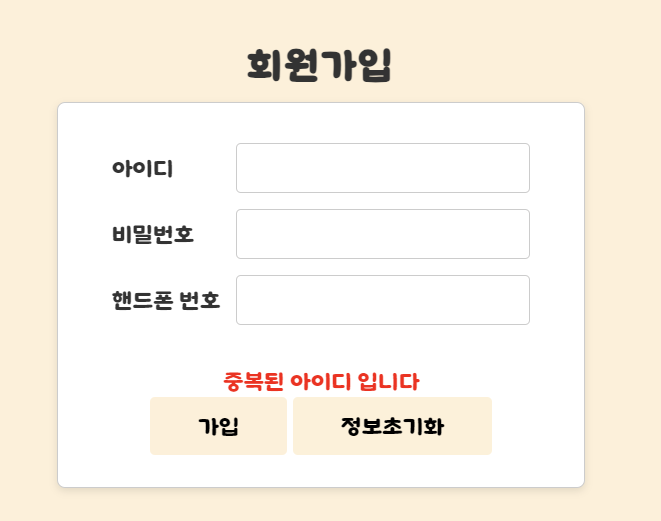 회원가입
아이디
비밀번호
핸드폰 번호
중복된 아이디 입니다
가입 정보초기화